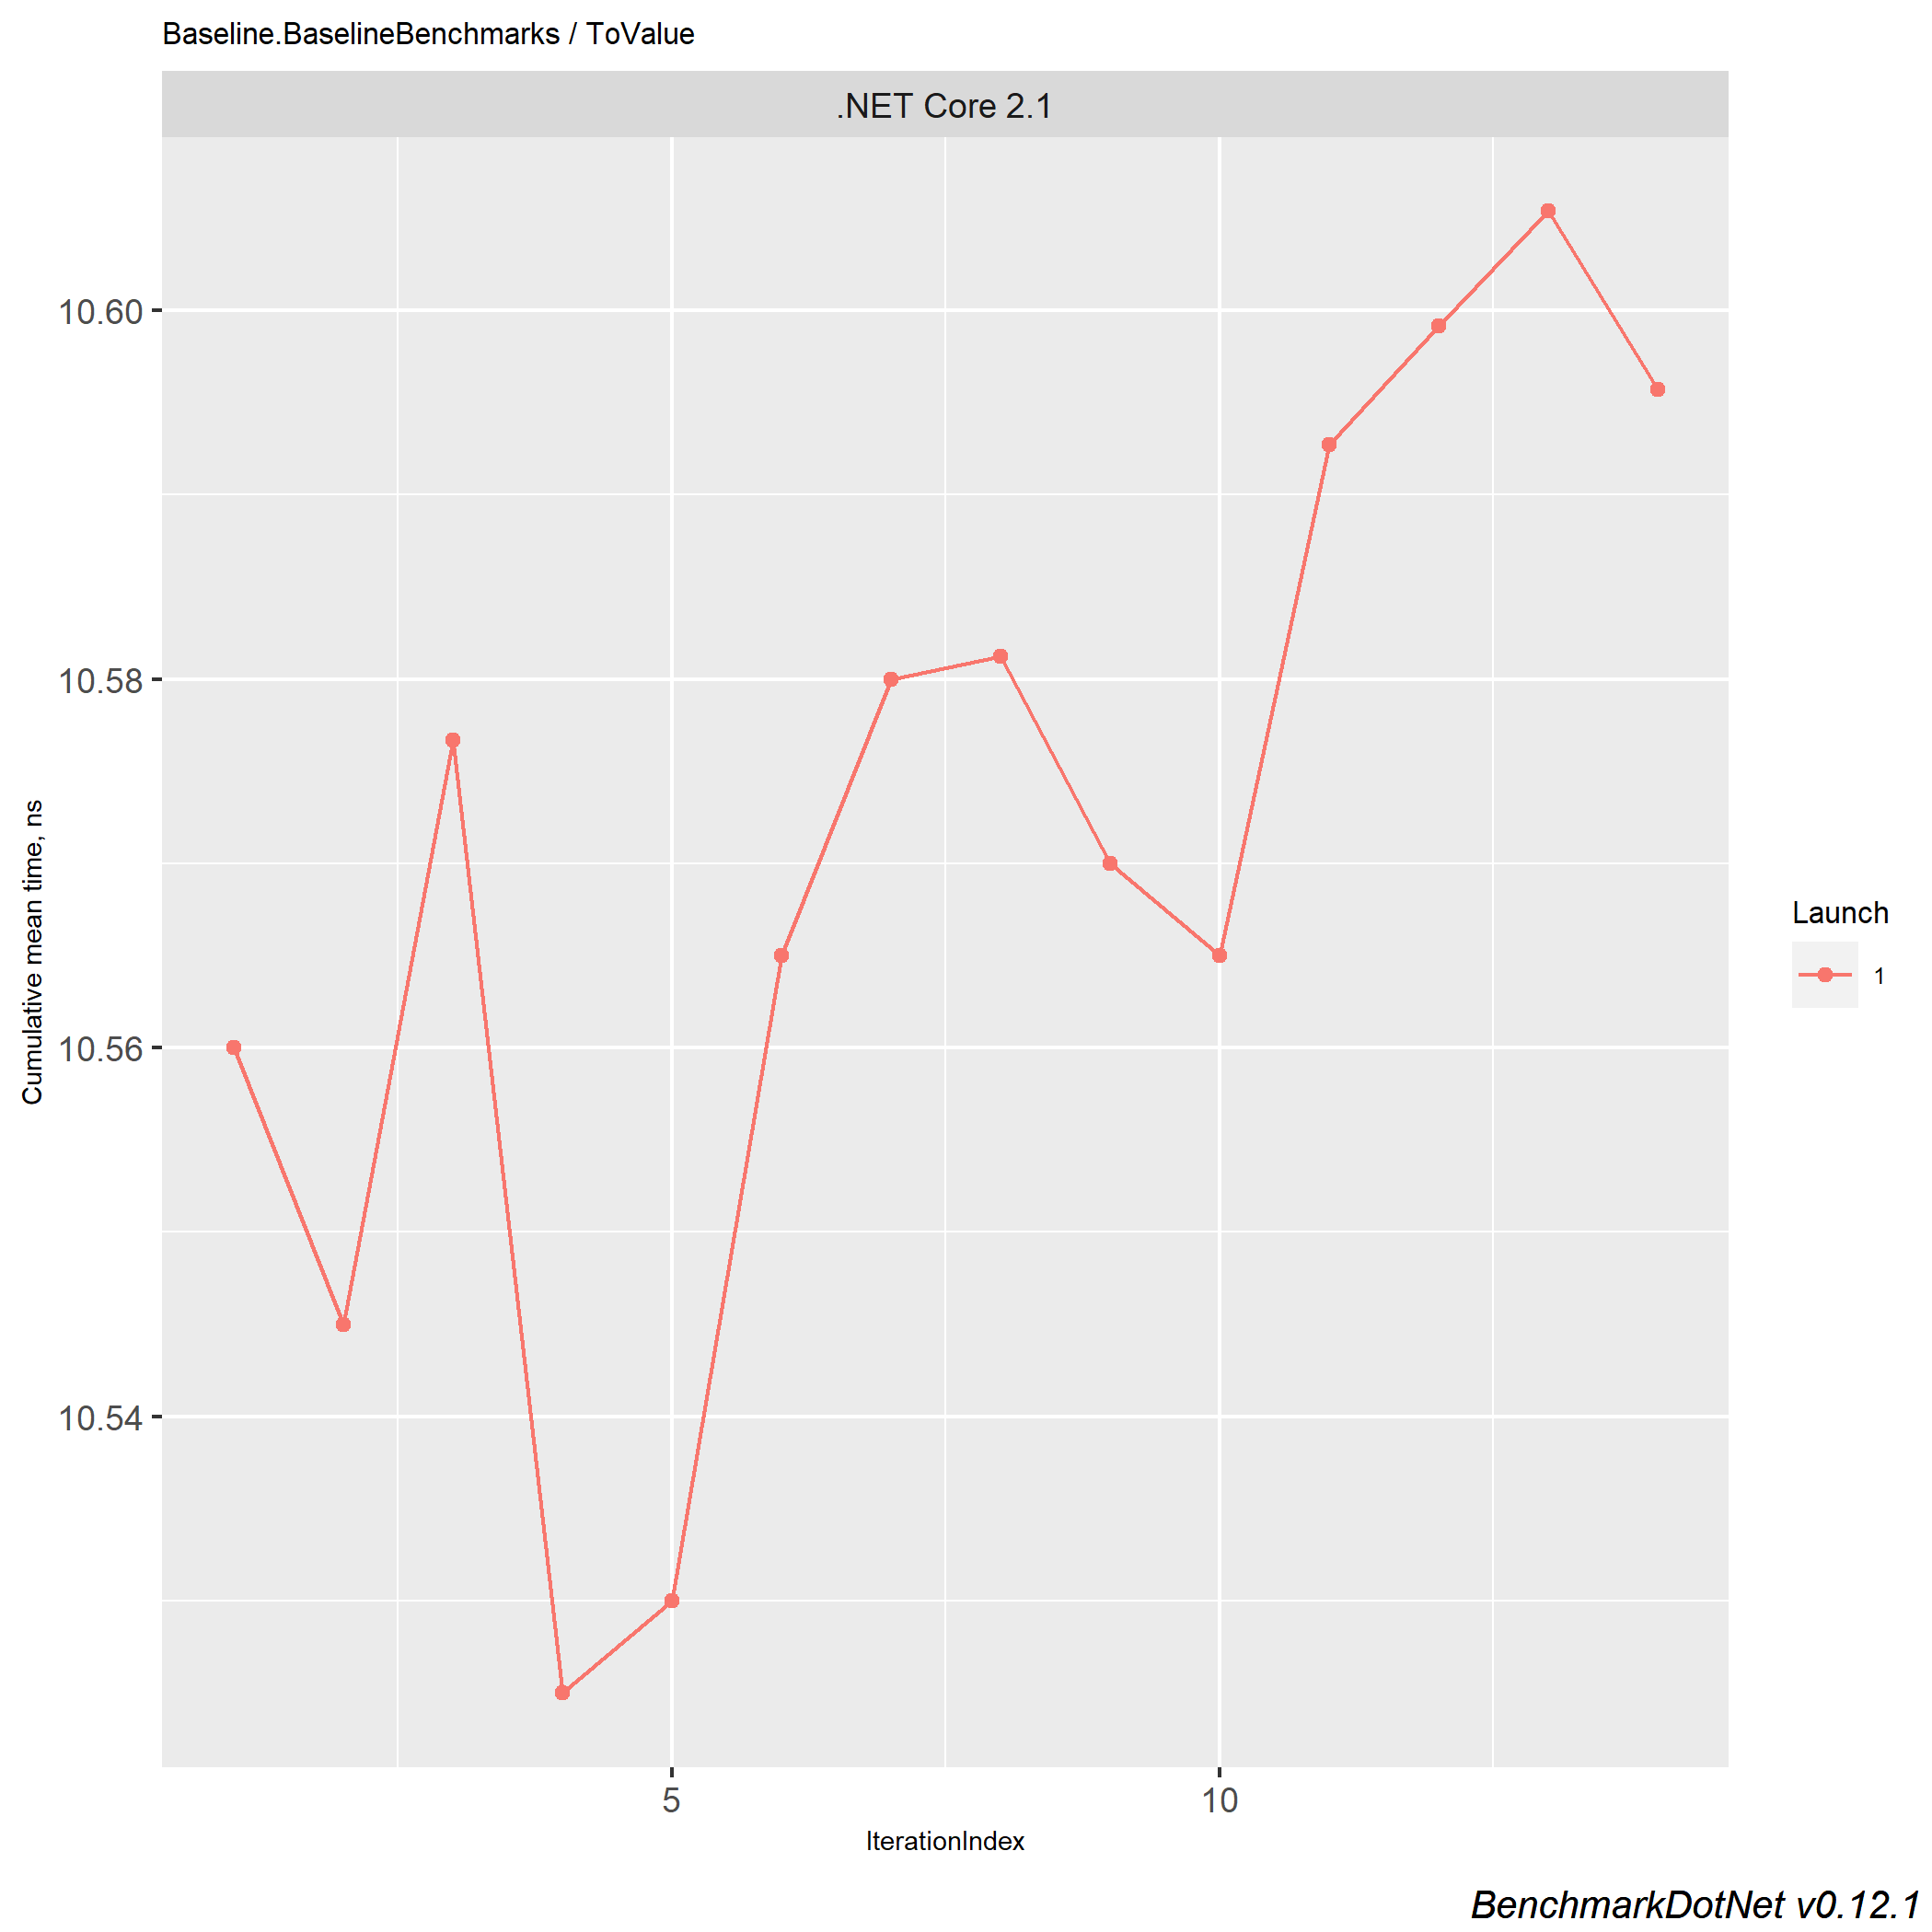 Baseline.BaselineBenchmarks / ToValue
.NET Core 2.1
10.60
10.58
10.56
10.54
Cumulative mean time, ns
5
10
IterationIndex
Launch
1
BenchmarkDotNet v0.12.1